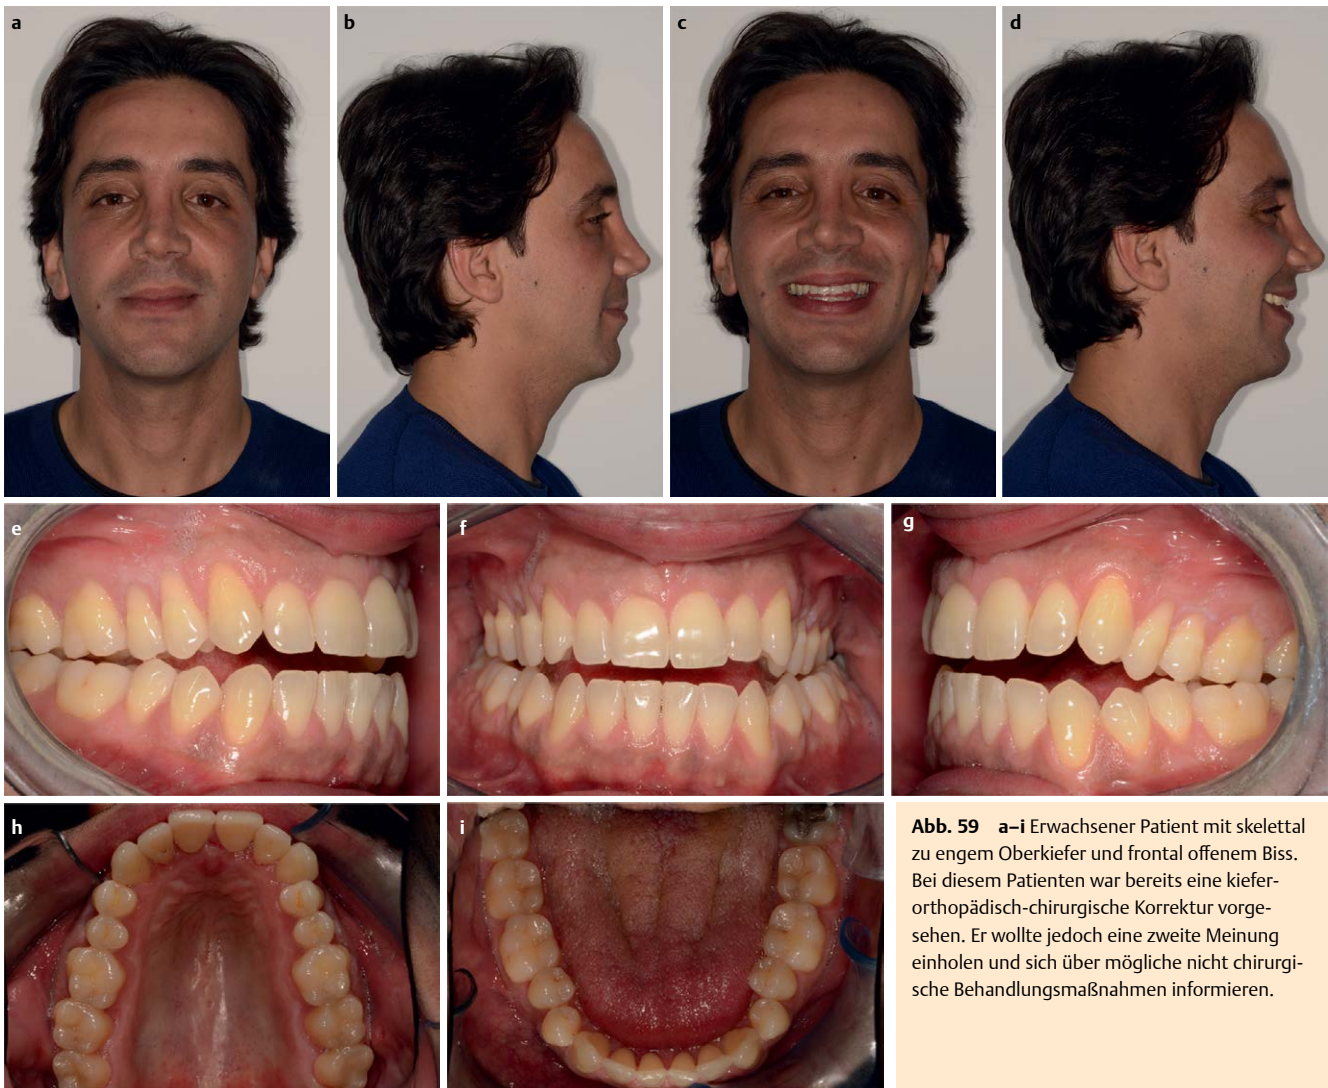 a
b
c
d
e
f
g
h
i
Abb. 59 a–i Erwachsener Patient mit skelettal
zu engem Oberkiefer und frontal offenem Biss.
Bei diesem Patienten war bereits eine kiefer-
orthopädisch-chirurgische Korrektur vorge-
sehen. Er wollte jedoch eine zweite Meinung
einholen und sich über mögliche nicht chirurgi-
sche Behandlungsmaßnahmen informieren.